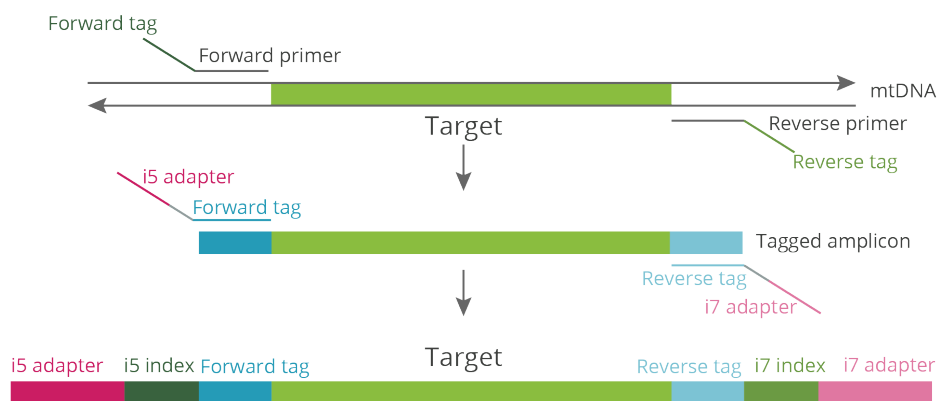 Forward tag
Forward primer
mtDNA
Target
Reverse primer
Reverse tag
i5 adapter
Forward tag
Tagged amplicon
Reverse tag
i7 adapter
Target
i5 adapter
i5 index
Forward tag
Reverse tag
i7 index
i7 adapter